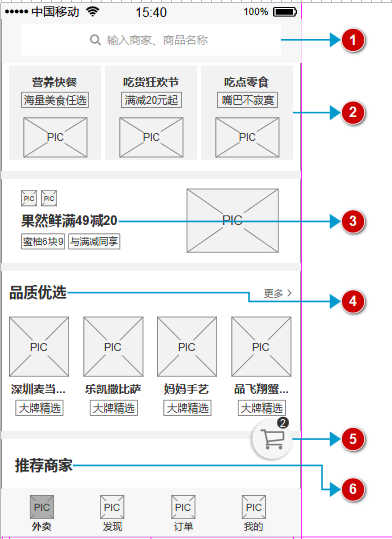 中国移动 15:40 100%
输入商家、商品名称
1
营养快餐 吃货狂欢节 吃点零食
海量美食任选 满减20元起 嘴巴不寂寞
2
PIC PIC PIC
PIC PIC
PIC
果然鲜满49减20
3
蜜柚6块9 与满减同享
品质优选 更多 >
4
PIC PIC PIC PIC
深圳麦当... 乐凯撒比萨 妈妈手艺 品飞翔蟹...
大牌精选 大牌精选 大牌精选 大牌精选
2
5
推荐商家
6
外卖 发现 订单 我的